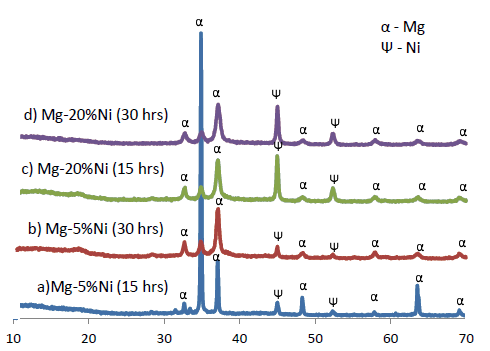 α
α - Mg
Ψ - Ni
α Ψ
d) Mg-20%Ni (30 hrs) α α Ψ α α α
α Ψ
c) Mg-20%Ni (15 hrs) α α Ψ α α α
α
b) Mg-5%Ni (30 hrs) α Ψ α Ψ α α α
α α
a)Mg-5%Ni (15 hrs) α Ψ α Ψ α α
10 20 30 40 50 60 70